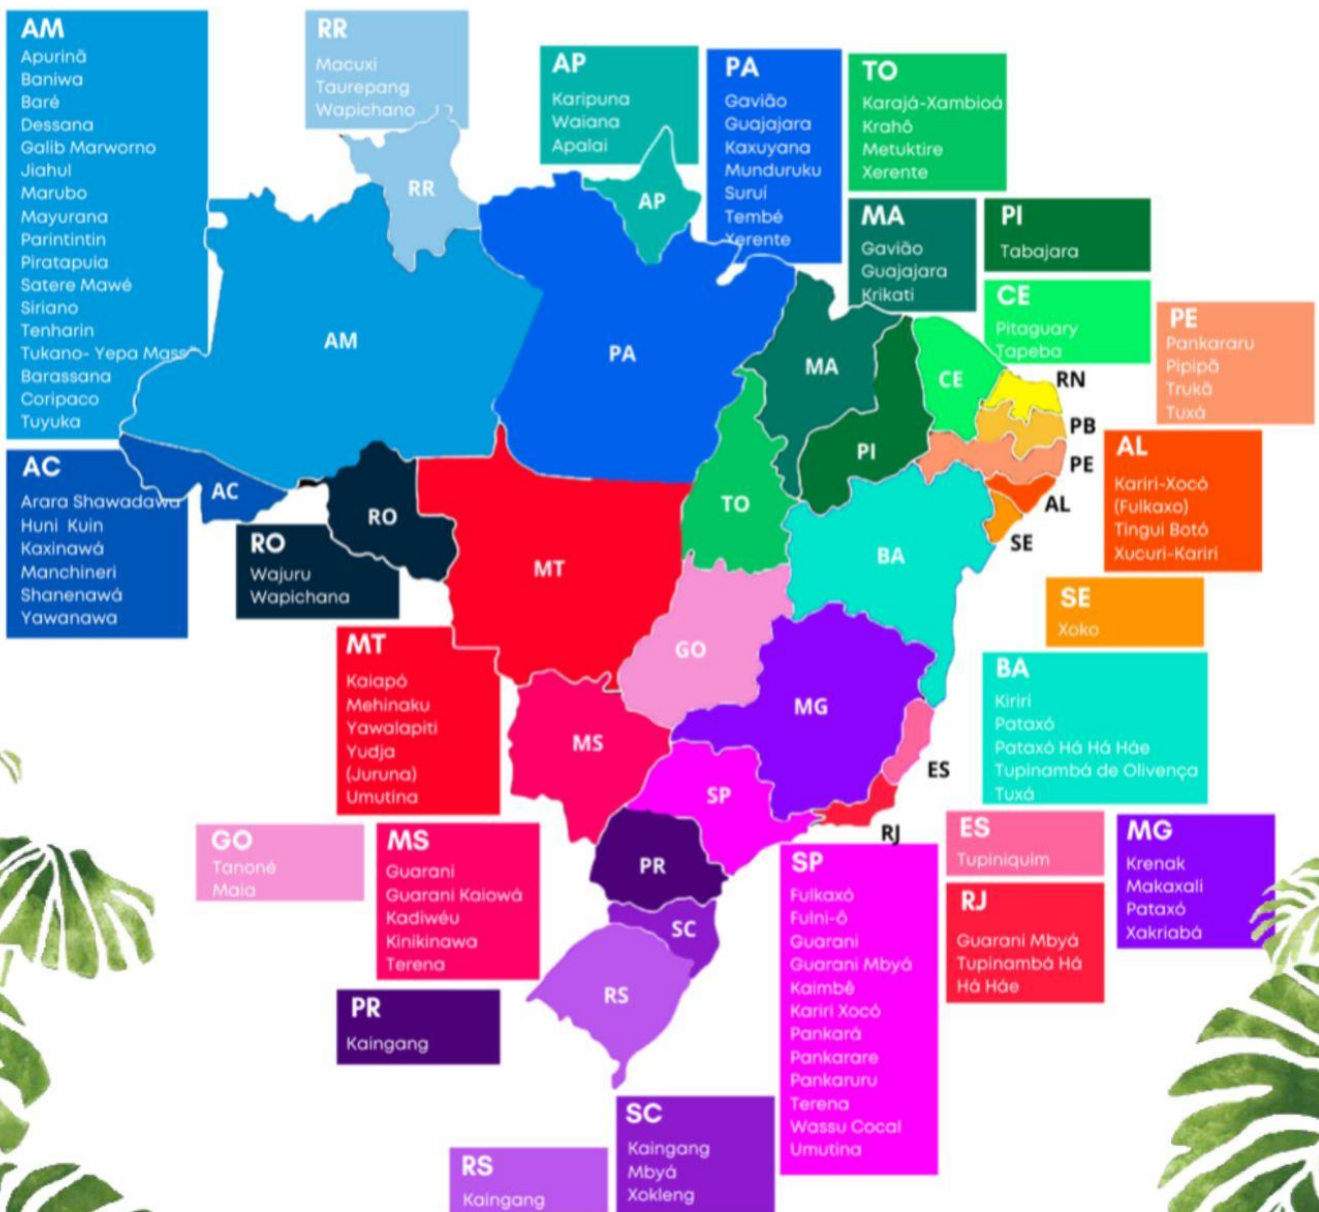 AM
Apurinã
Baniwa
Baré
Dessana
Galib Marworno
Jiahul
Marubo
Mayurana
Parintintin
Piratapuia
Satere Mawé
Siriano
Tenharin
Tukano- Yepa Massã
Barassana
Coripaco
Tuyuka
RR
Macuxi
Taurepang
Wapichano
AP
Karipuna
Waiana
Apalai
PA
Gavião
Guajajara
Kaxuyana
Munduruku
Suruí
Tembé
Xerente
TO
Karajá-Xambioá
Krahô
Metuktire
Xerente
MA
Gavião
Guajajara
Krikati
PI
Tabajara
CE
Pitaguary
Tapeba
PE
Pankararu
Pipipã
Trukã
Tuxá
AL
Kariri-Xocó
(Fulkaxo)
Tingui Botó
Xucuri-Kariri
SE
Xoko
BA
Kiriri
Pataxó
Pataxó Há Há Háe
Tupinambá de Olivença
Tuxá
AC
Arara Shawadawa
Huni Kuin
Kaxinawá
Manchineri
Shanenawá
Yawanawa
RO
Wajuru
Wapichana
MT
Kaiapó
Mehinaku
Yawalapiti
Yudja
(Juruna)
Umutina
GO
Tanoné
Maia
MS
Guarani
Guarani Kaiowá
Kadiwéu
Kinikinawa
Terena
PR
Kaingang
RS
Kaingang
SC
Kaingang
Mbyá
Xokleng
SP
Fulkaxó
Fulni-ô
Guarani
Guarani Mbyá
Kaimbê
Kariri Xocó
Pankará
Pankarare
Pankaruru
Terena
Wassu Cocal
Umutina
ES
Tupiniquim
RJ
Guarani Mbyá
Tupinambá Há
Há Háe
MG
Krenak
Makaxali
Pataxó
Xakriabá
RR
AP
AM
PA
MA
CE
RN
PB
PI
PE
AC
RO
TO
AL
SE
BA
MT
GO
MG
MS
ES
SP
RJ
PR
SC
RS